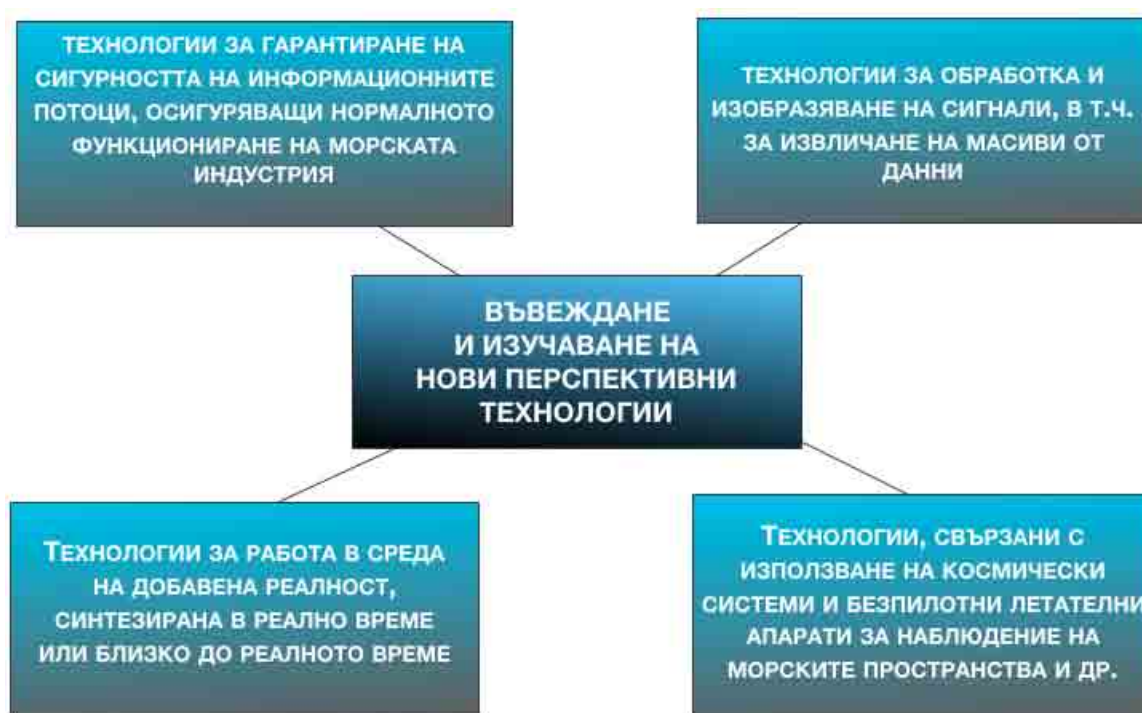 ТЕХНОЛОГИИ ЗА ГАРАНТИРАНЕ НА
СИГУРНОСТТА НА ИНФОРМАЦИОННИТЕ
ПОТОЦИ, ОСИГУРЯВАЩИ НОРМАЛНОТО
ФУНКЦИОНИРАНЕ НА МОРСКАТА
ИНДУСТРИЯ
ТЕХНОЛОГИИ ЗА ОБРАБОТКА И
ИЗОБРАЗЯВАНЕ НА СИГНАЛИ, В Т.Ч.
ЗА ИЗВЛИЧАНЕ НА МАСИВИ ОТ
ДАННИ
ВЪВЕЖДАНЕ
И ИЗУЧАВАНЕ НА
НОВИ ПЕРСПЕКТИВНИ
ТЕХНОЛОГИИ
ТЕХНОЛОГИИ ЗА РАБОТА В СРЕДА
НА ДОБАВЕНА РЕАЛНОСТ,
СИНТЕЗИРАНА В РЕАЛНО ВРЕМЕ
ИЛИ БЛИЗКО ДО РЕАЛНОТО ВРЕМЕ
ТЕХНОЛОГИИ, СВЪРЗАНИ С
ИЗПОЛЗВАНЕ НА КОСМИЧЕСКИ
СИСТЕМИ И БЕЗПИЛОТНИ ЛЕТАТЕЛНИ
АПАРАТИ ЗА НАБЛЮДЕНИЕ НА
МОРСКИТЕ ПРОСТРАНСТВА И ДР.